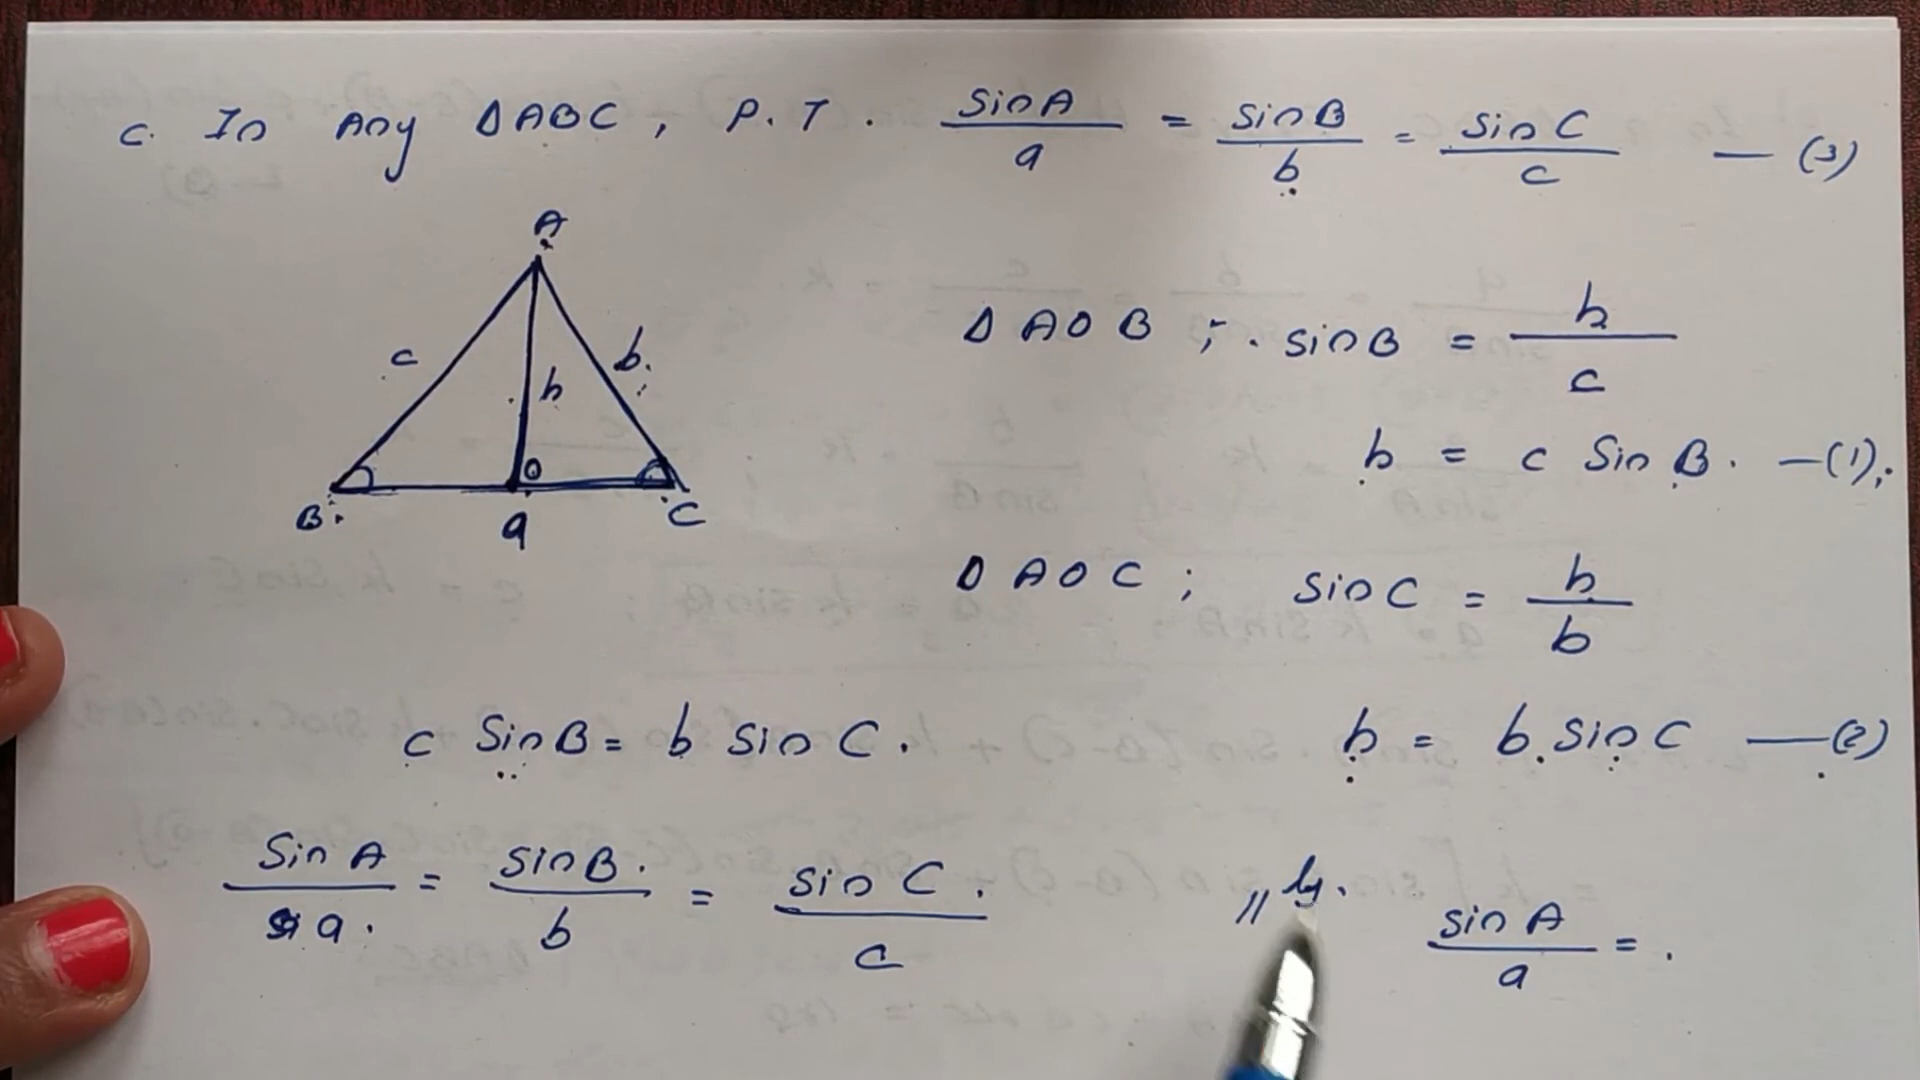 c. In Any ΔABC, P.T. sinA/a = sinB/b = sinC/c — (3)
A
c h b.
O
B. a C
ΔAOB ; . sinB = h/c
h = c SinB. —(1);
ΔAOC ; sinC = h/b
c SinB = b sinC.
h = b.sinC —(2)
SinA/a. = sinB./b = sinC./c
〃ly. sinA/a = .